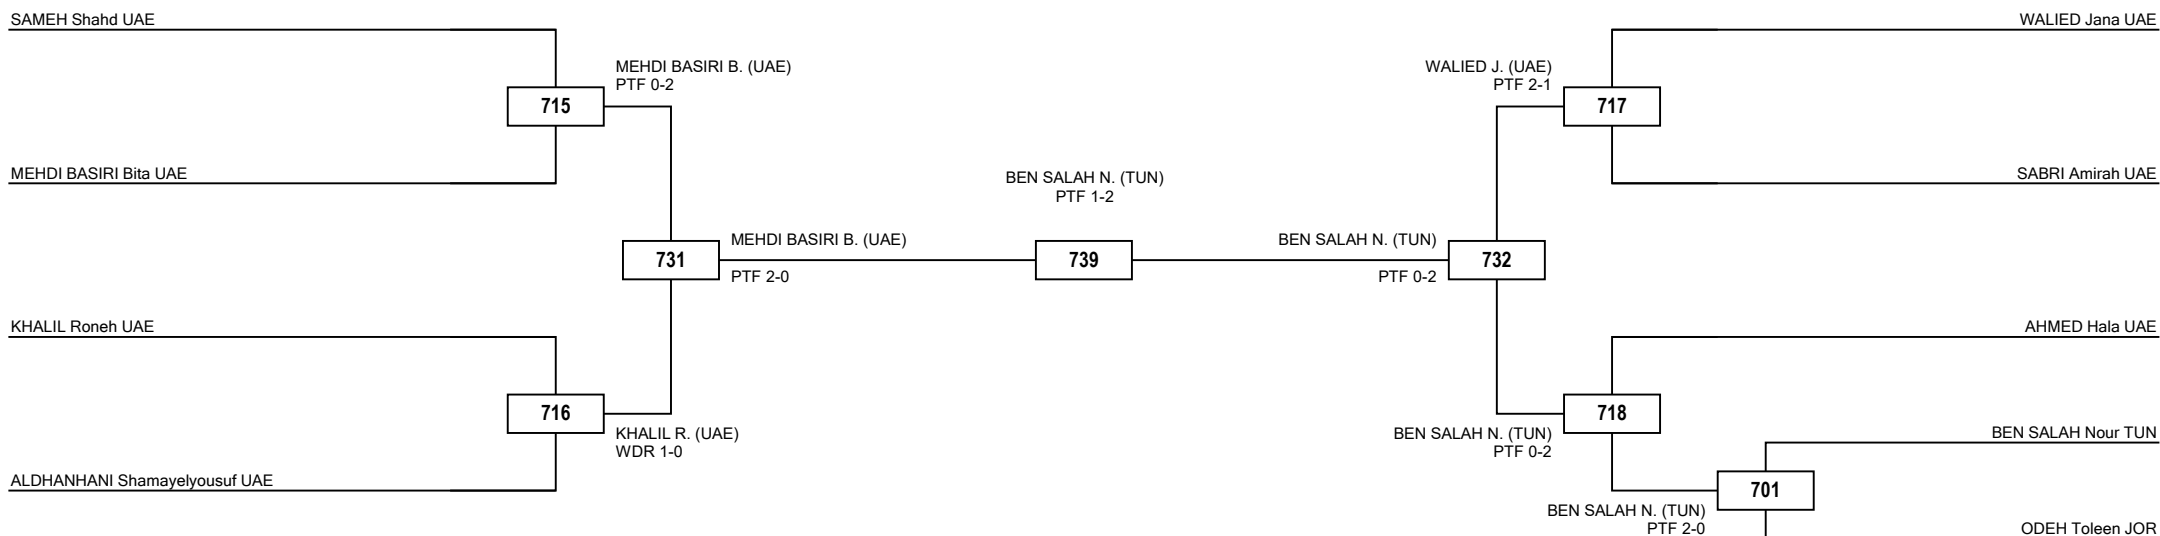 SAMEH Shahd UAE
WALIED Jana UAE
MEHDI BASIRI B. (UAE)
PTF 0-2
WALIED J. (UAE)
PTF 2-1
715
717
MEHDI BASIRI Bita UAE
SABRI Amirah UAE
BEN SALAH N. (TUN)
PTF 1-2
731
MEHDI BASIRI B. (UAE)
PTF 2-0
739
BEN SALAH N. (TUN)
PTF 0-2
732
KHALIL Roneh UAE
AHMED Hala UAE
716
718
KHALIL R. (UAE)
WDR 1-0
BEN SALAH N. (TUN)
PTF 0-2
BEN SALAH Nour TUN
ALDHANHANI Shamayelyousuf UAE
701
BEN SALAH N. (TUN)
PTF 2-0
ODEH Toleen JOR